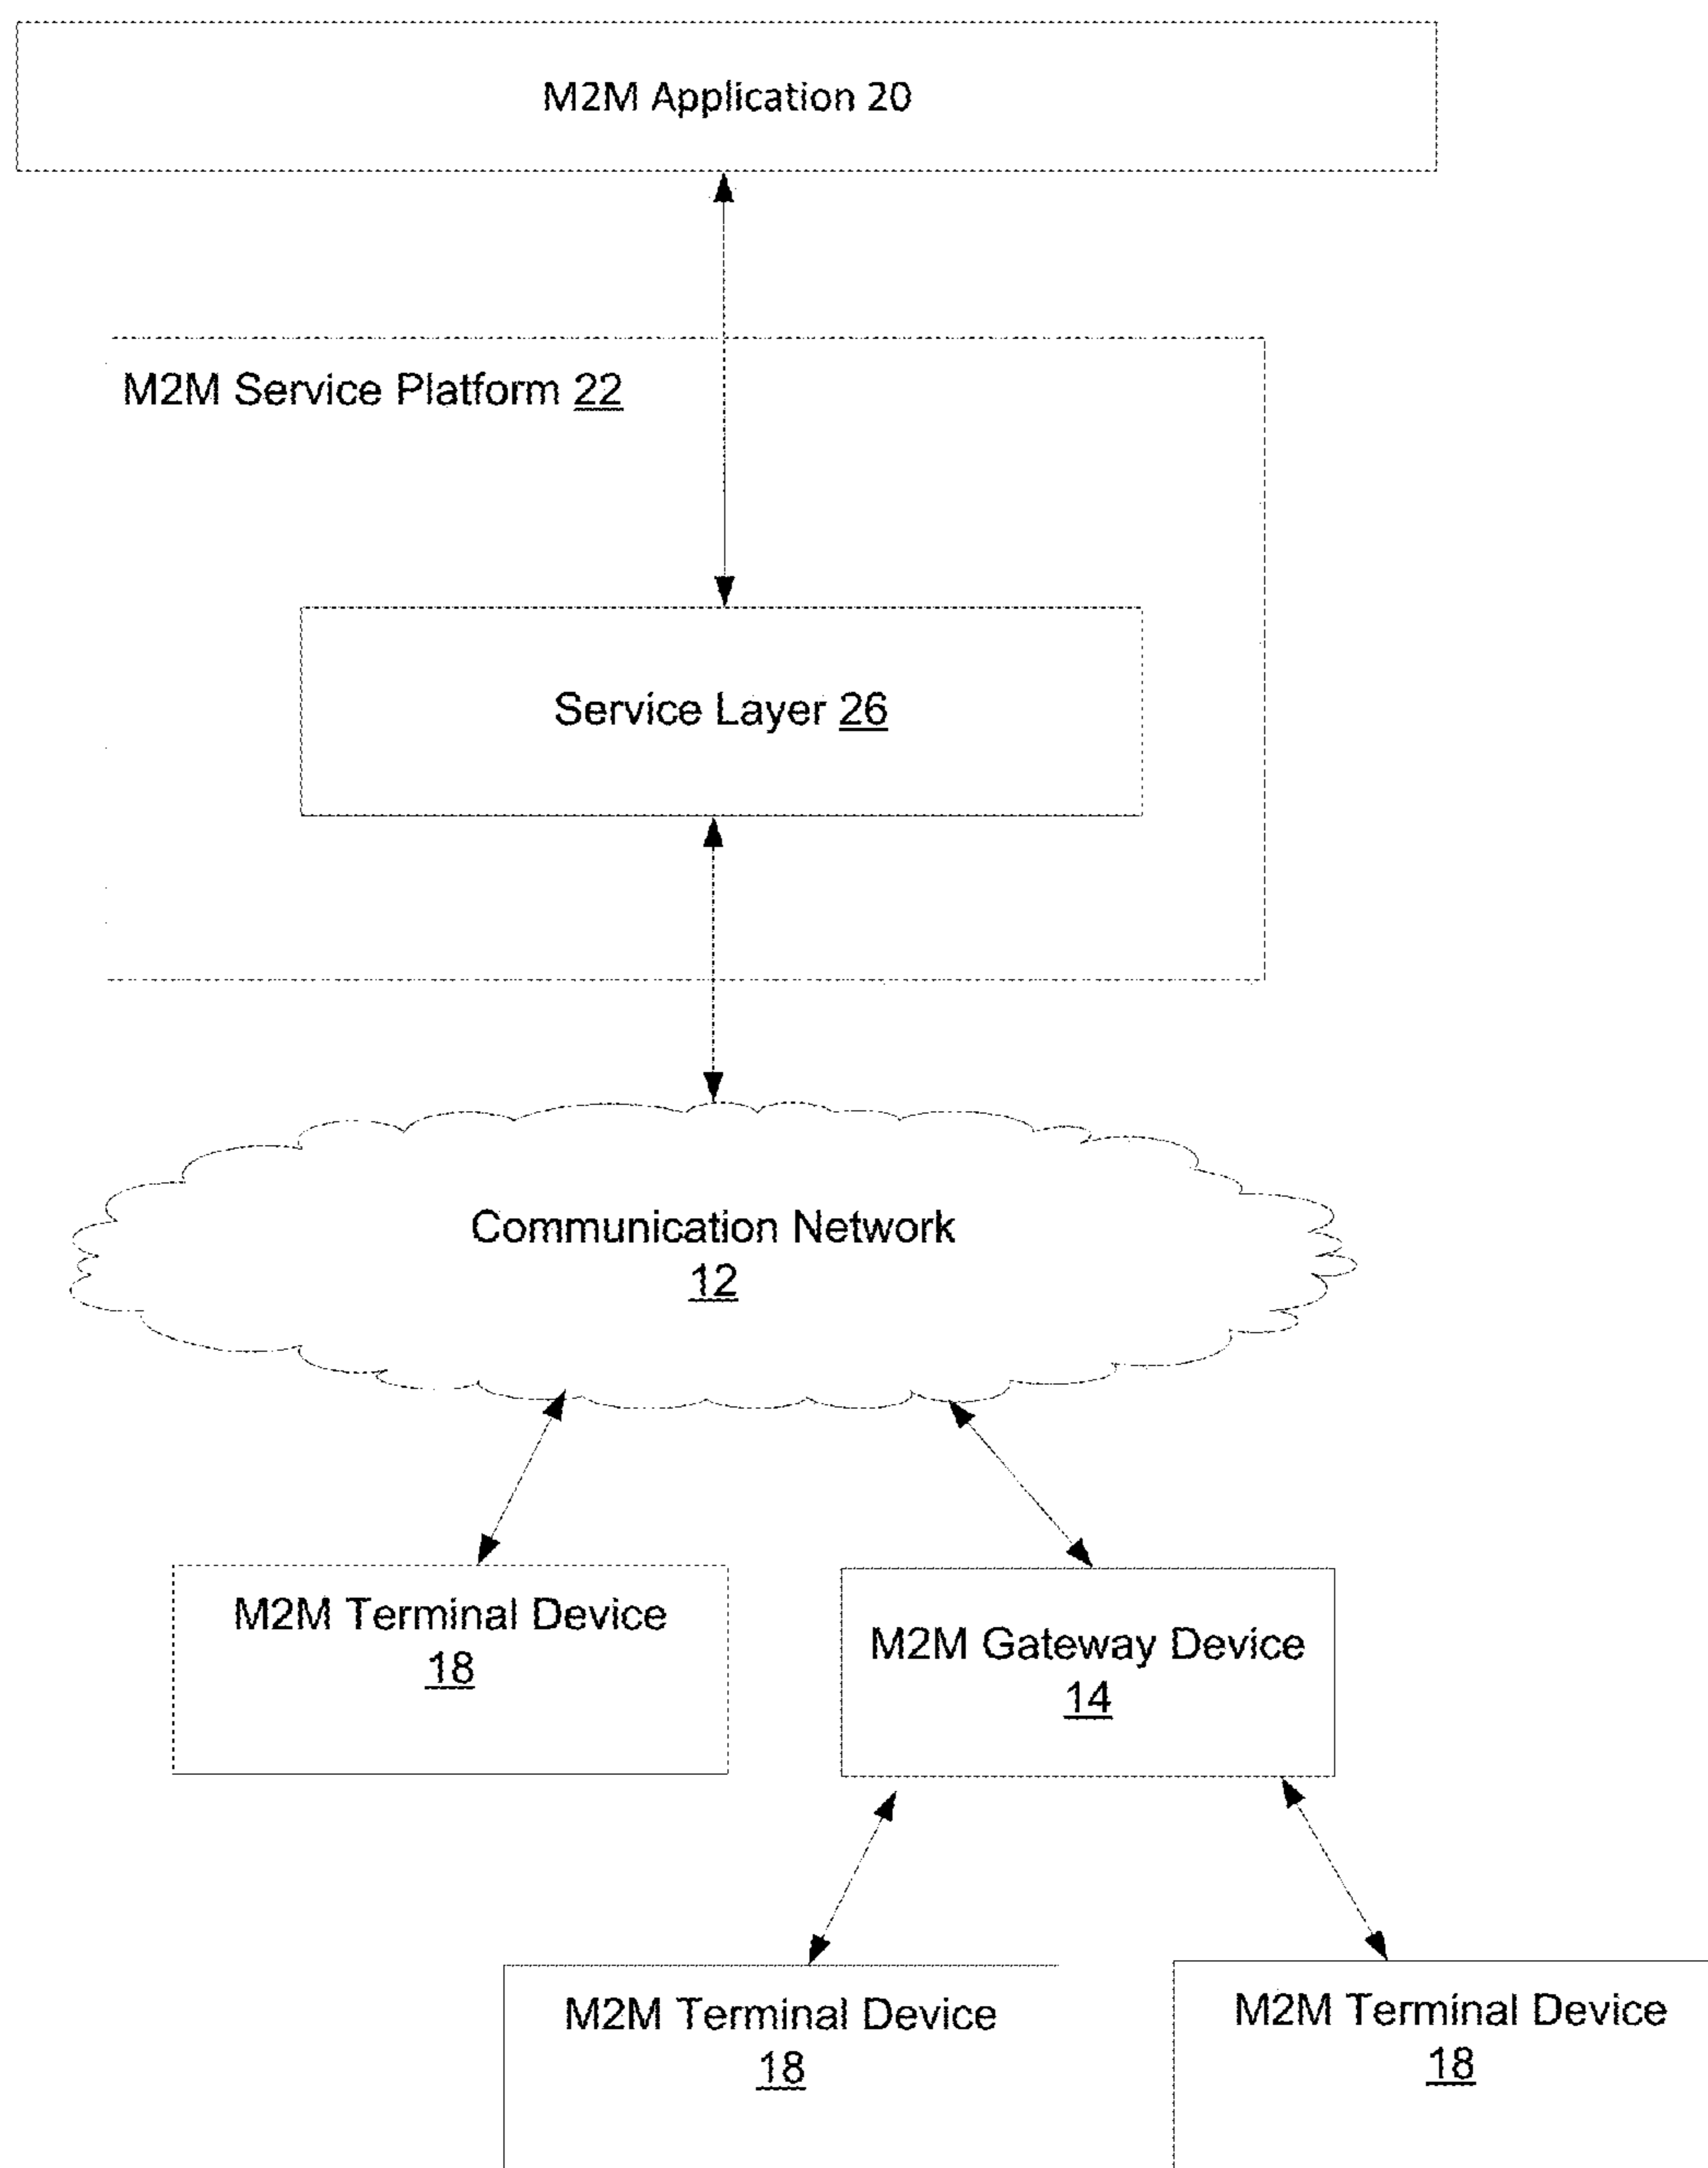 M2M Application 20
M2M Service Platform 22
Service Layer 26
Communication Network
12
M2M Terminal Device
18
M2M Gateway Device
14
M2M Terminal Device
18
M2M Terminal Device
18